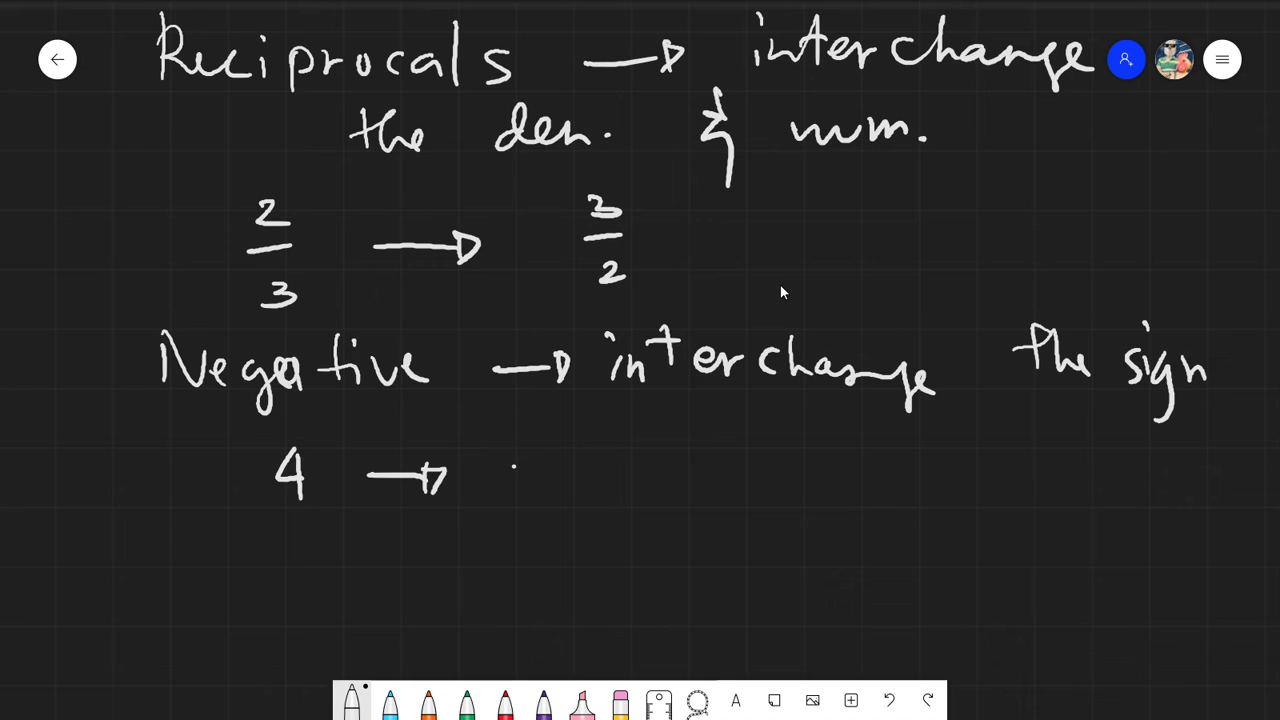 Reciprocals → interchange
the den. & num.
2/3 → 3/2
Negative → interchange the sign
4 →
A